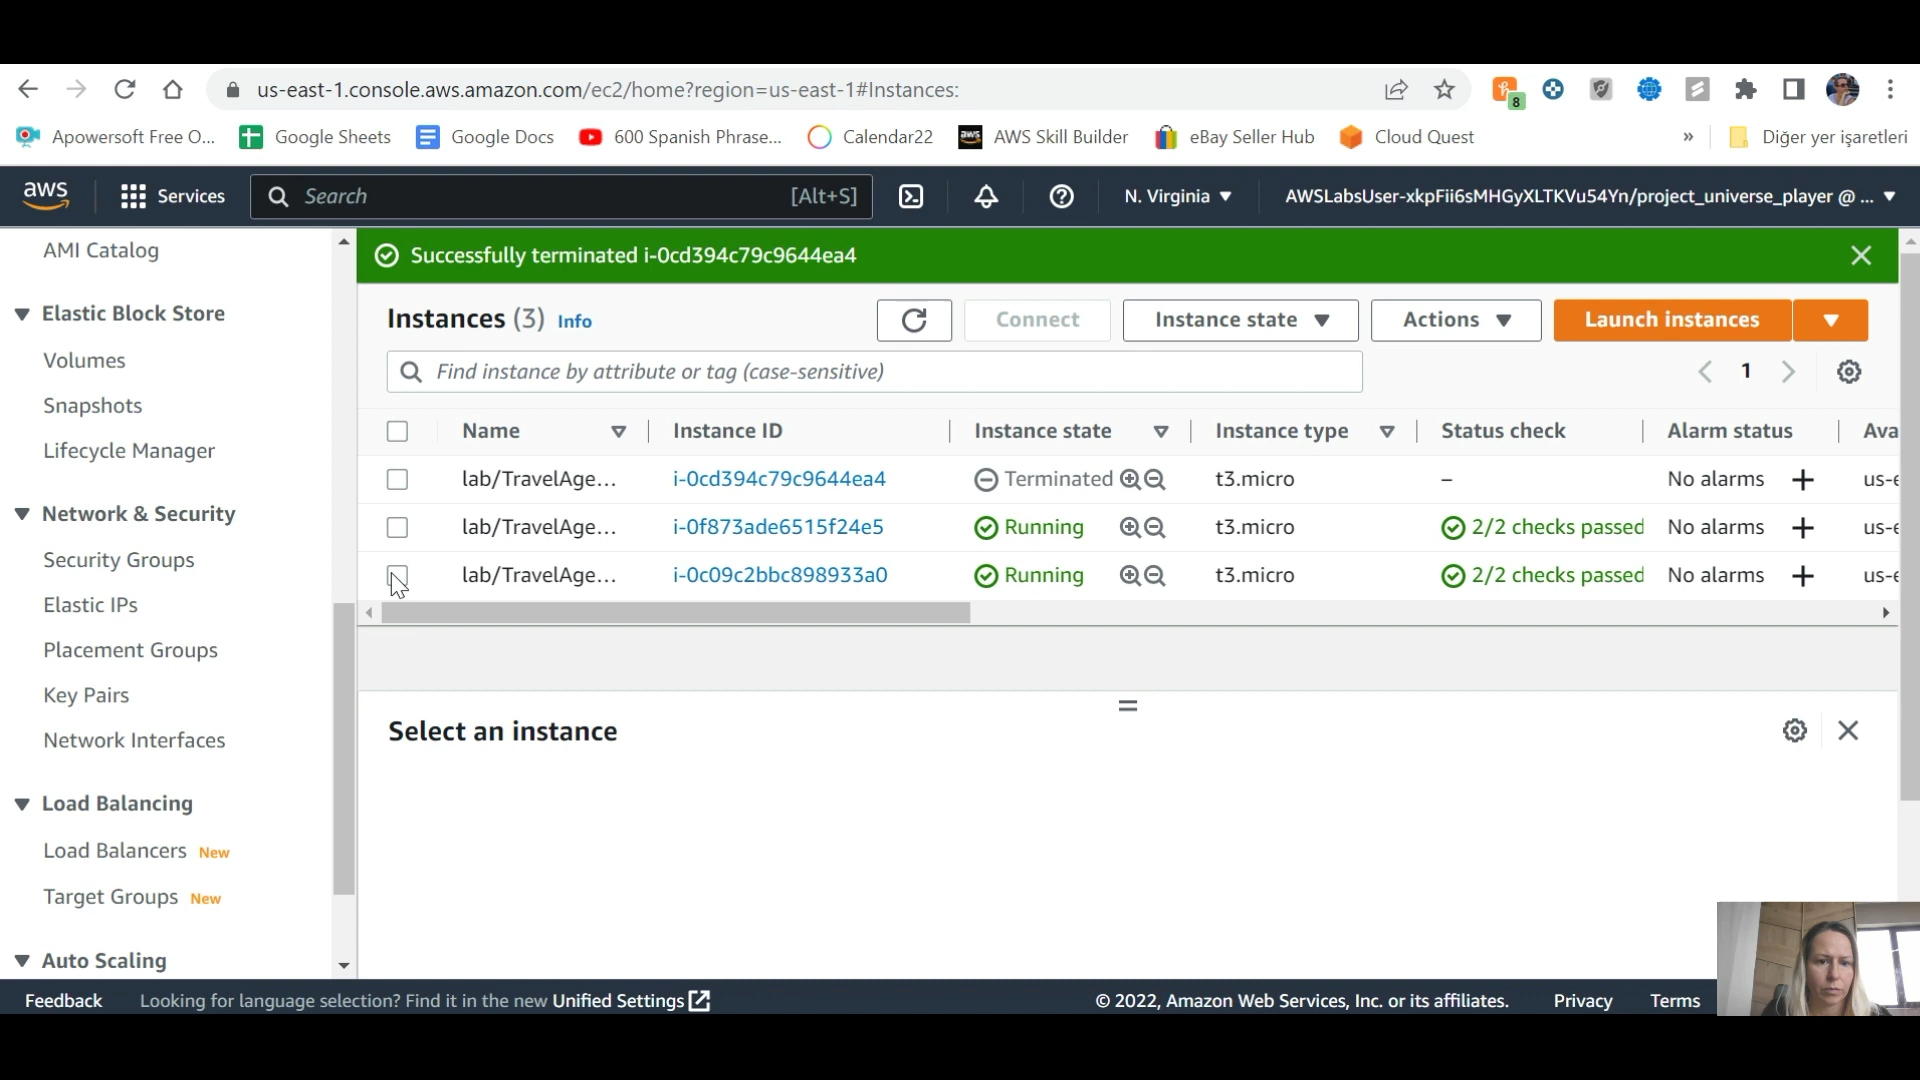 us-east-1.console.aws.amazon.com/ec2/home?region=us-east-1#Instances:
8
Apowersoft Free O...
Google Sheets
Google Docs
600 Spanish Phrase...
Calendar22
aws
AWS Skill Builder
eBay Seller Hub
Cloud Quest
»
Diğer yer işaretleri
aws
Services
Search
[Alt+S]
N. Virginia
AWSLabsUser-xkpFii6sMHGyXLTKVu54Yn/project_universe_player @ ...
AMI Catalog
Elastic Block Store
Volumes
Snapshots
Lifecycle Manager
Network & Security
Security Groups
Elastic IPs
Placement Groups
Key Pairs
Network Interfaces
Load Balancing
Load Balancers New
Target Groups New
Auto Scaling
Successfully terminated i-0cd394c79c9644ea4
Instances (3) Info
Connect
Instance state
Actions
Launch instances
Find instance by attribute or tag (case-sensitive)
1
Name Instance ID Instance state Instance type Status check Alarm status Ava
lab/TravelAge... i-0cd394c79c9644ea4 Terminated t3.micro – No alarms + us-e
lab/TravelAge... i-0f873ade6515f24e5 Running t3.micro 2/2 checks passed No alarms + us-e
lab/TravelAge... i-0c09c2bbc898933a0 Running t3.micro 2/2 checks passed No alarms + us-e
Select an instance
Feedback
Looking for language selection? Find it in the new Unified Settings
© 2022, Amazon Web Services, Inc. or its affiliates.
Privacy
Terms